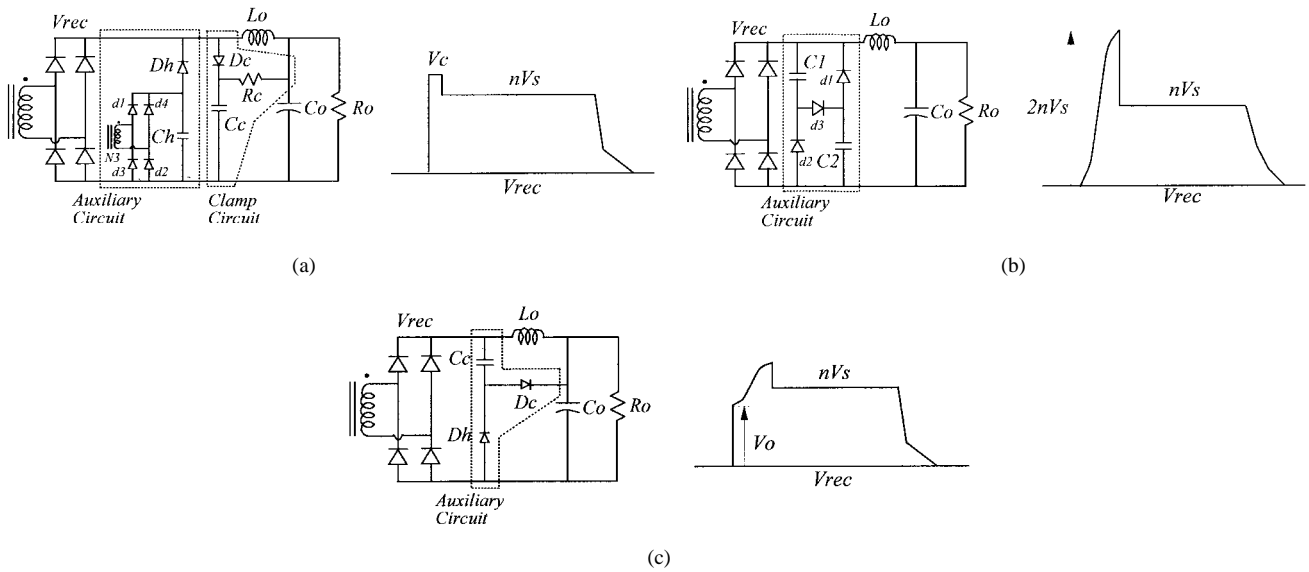 Vrec
Lo
Dh
Dc
d1
d4
Rc
Co
Ro
N3
Ch
Cc
d3
d2
Auxiliary
Circuit
Clamp
Circuit
Vc
nVs
Vrec
(a)
Vrec
Lo
C1
d1
d3
Co
Ro
d2
C2
Auxiliary
Circuit
2nVs
nVs
Vrec
(b)
Vrec
Lo
Cc
Dc
Co
Ro
Dh
Auxiliary
Circuit
nVs
Vo
Vrec
(c)